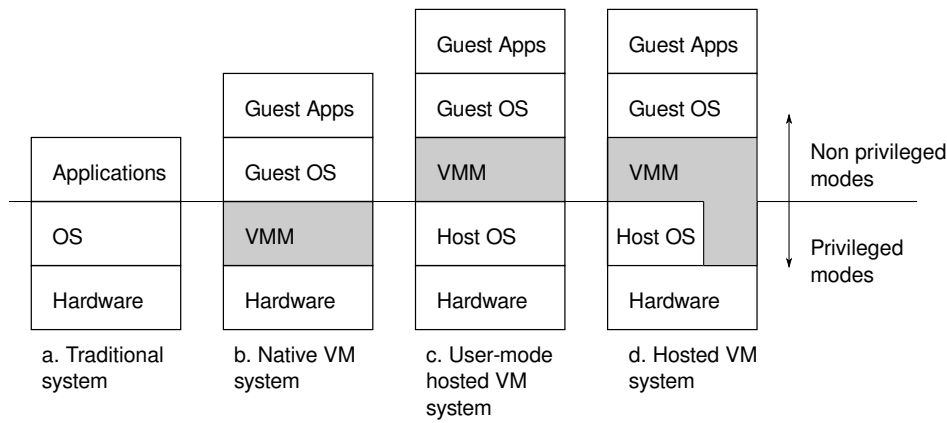 Applications
OS
Hardware
a. Traditional
system
Guest Apps
Guest OS
VMM
Hardware
b. Native VM
system
Guest Apps
Guest OS
VMM
Host OS
Hardware
c. User-mode
hosted VM
system
Guest Apps
Guest OS
VMM
Host OS
Hardware
d. Hosted VM
system
Non privileged
modes
Privileged
modes